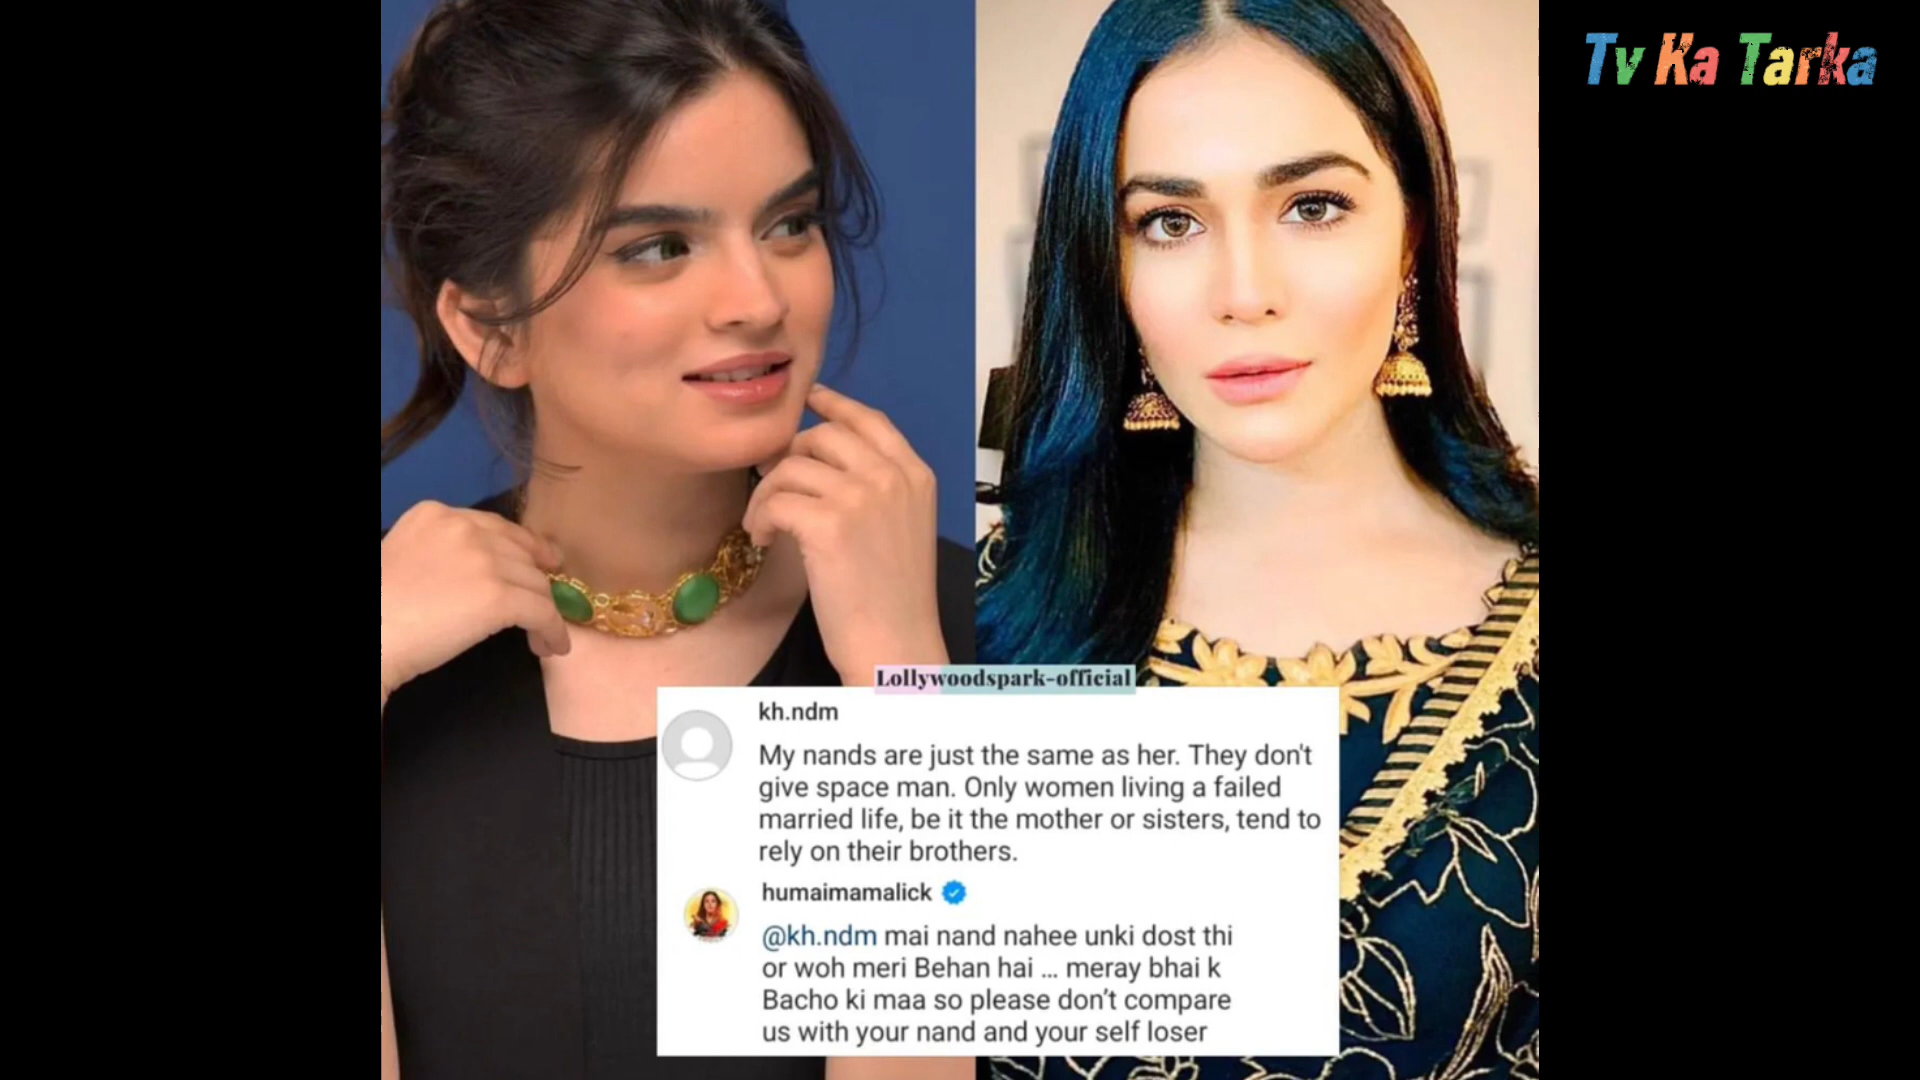 Tv Ka Tarka
Lollywoodspark-official
kh.ndm
My nands are just the same as her. They don't
give space man. Only women living a failed
married life, be it the mother or sisters, tend to
rely on their brothers.
humaimamalick
@kh.ndm mai nand nahee unki dost thi
or woh meri Behan hai ... meray bhai k
Bacho ki maa so please don’t compare
us with your nand and your self loser